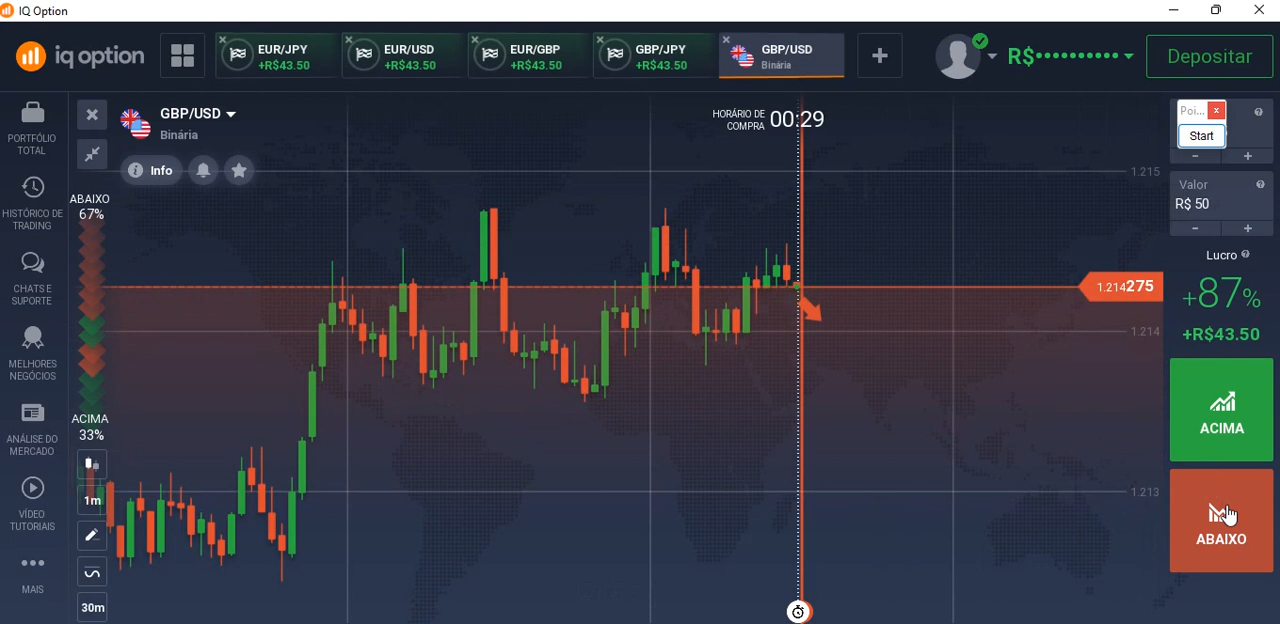 IQ Option
iq option
EUR/JPY
+R$43.50
EUR/USD
+R$43.50
EUR/GBP
+R$43.50
GBP/JPY
+R$43.50
GBP/USD
Binária
R$••••••••••
Depositar
PORTFÓLIO
TOTAL
HISTÓRICO DE
TRADING
CHATS E
SUPORTE
MELHORES
NEGÓCIOS
ANÁLISE DO
MERCADO
VÍDEO
TUTORIAIS
MAIS
GBP/USD
Binária
Info
ABAIXO
67%
ACIMA
33%
1m
30m
HORÁRIO DE
COMPRA 00:29
1.215
1.214275
1.214
1.213
Poi...
Start
Valor
R$ 50
Lucro
+87%
+R$43.50
ACIMA
ABAIXO